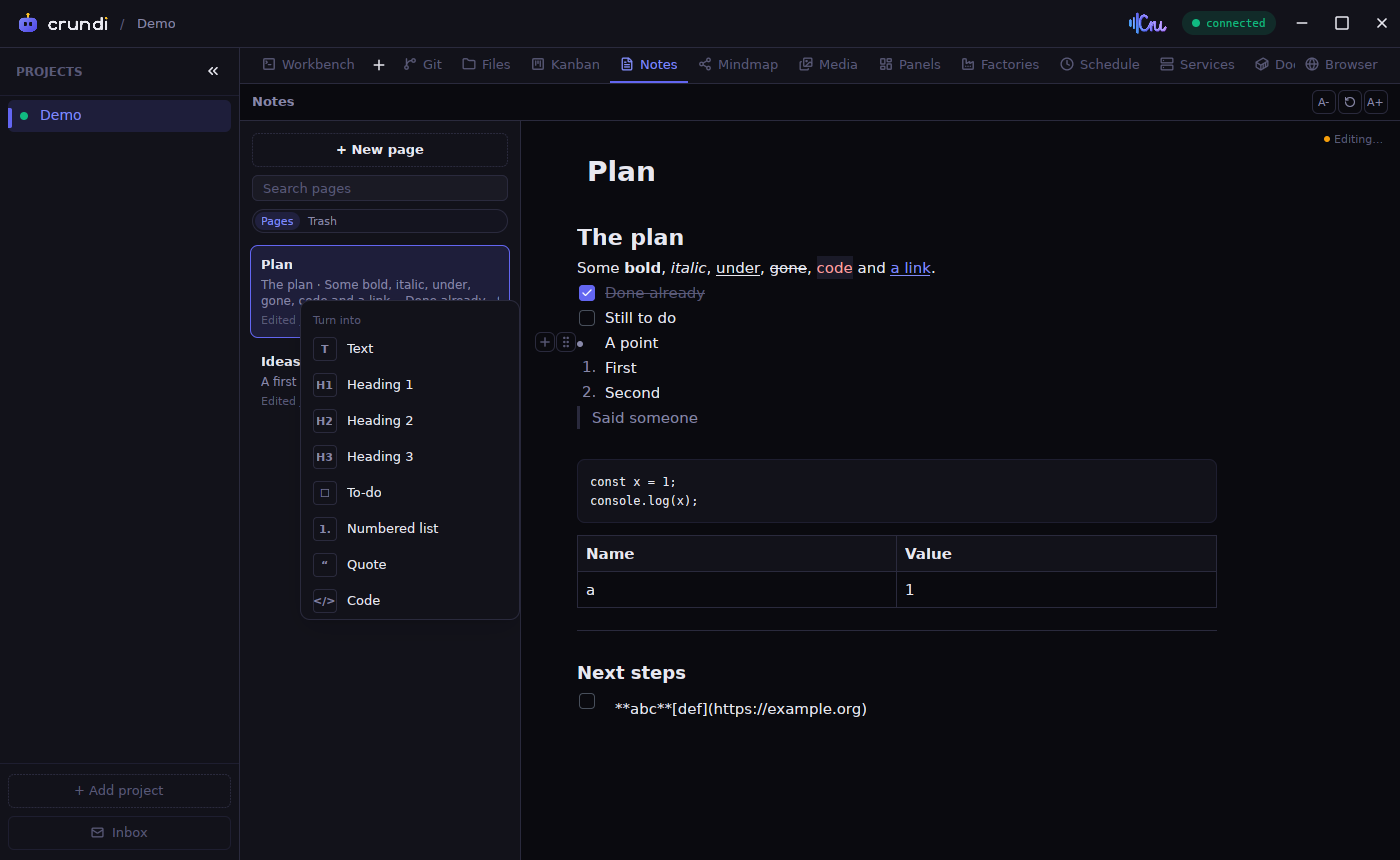 crundi / Demo
Cru
connected
PROJECTS
Workbench
Git
Files
Kanban
Notes
Mindmap
Media
Panels
Factories
Schedule
Services
Browser
Demo
Notes
A-
A+
+ New page
Editing...
Search pages
Plan
Pages
Trash
Plan
The plan · Some bold, italic, under,
gone, code and a link.
Edited
Ideas
A first
Edited
Turn into
T Text
H1 Heading 1
H2 Heading 2
H3 Heading 3
To-do
1. Numbered list
“ Quote
</> Code
The plan
Some bold, italic, under, gone, code and a link.
Done already
Still to do
A point
1. First
2. Second
Said someone
const x = 1;
console.log(x);
Name Value
a 1
Next steps
**abc**[def](https://example.org)
+ Add project
Inbox